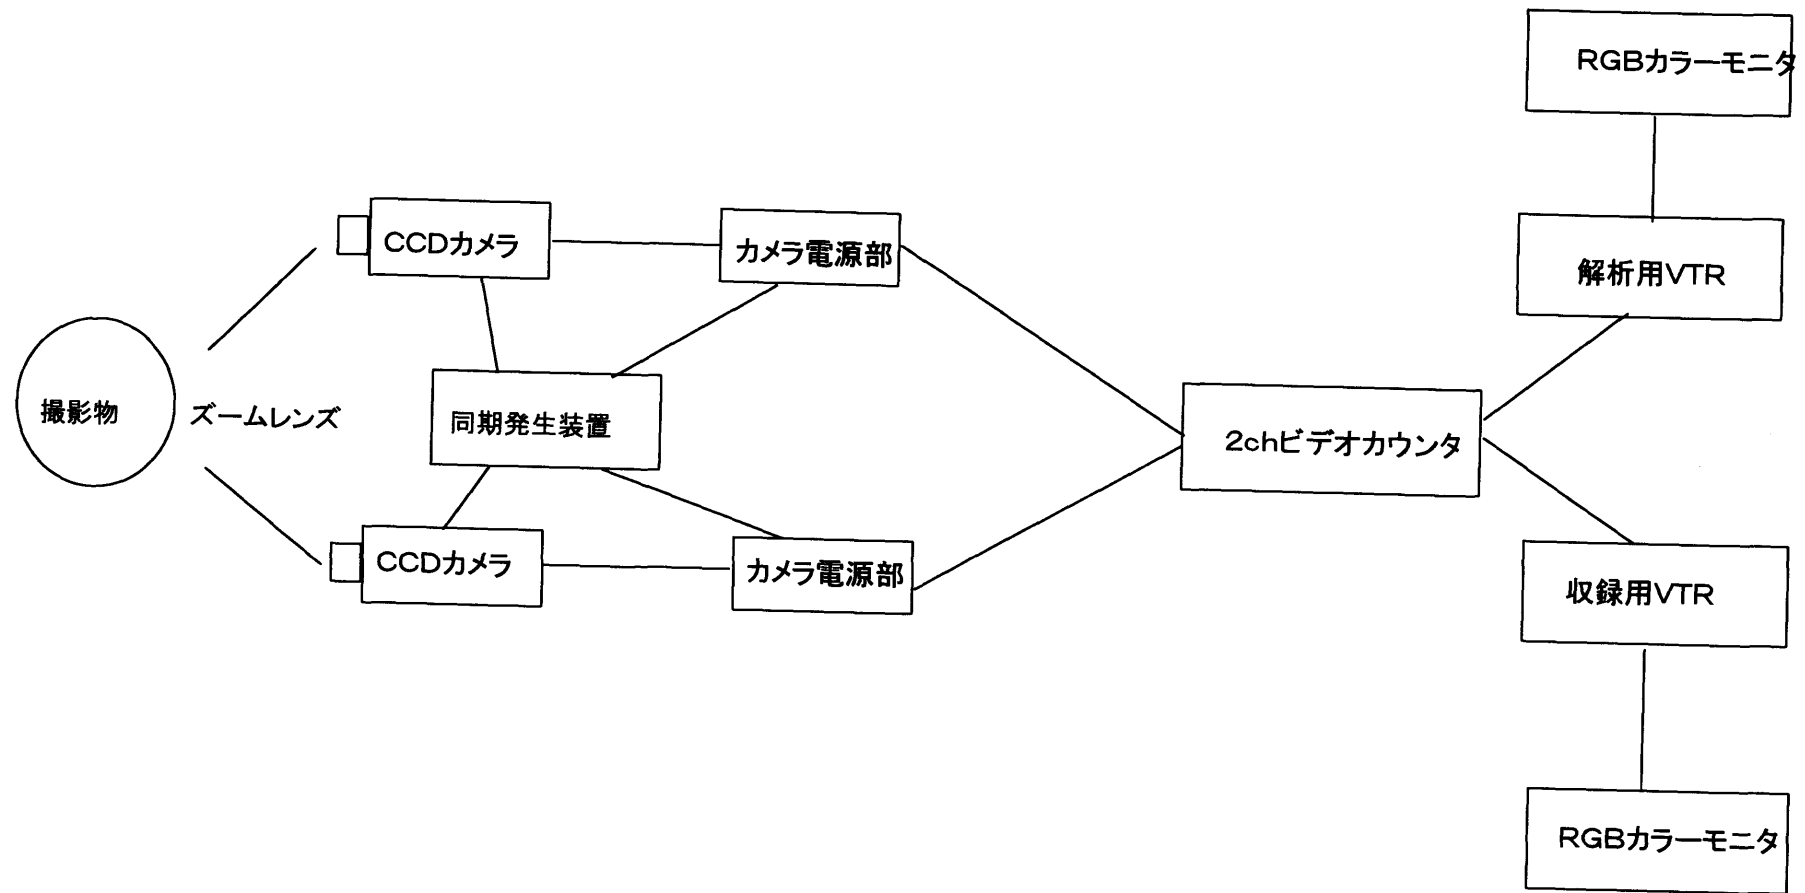 RGBカラーモニタ
CCDカメラ
カメラ電源部
解析用VTR
撮影物
ズームレンズ
同期発生装置
2chビデオカウンタ
CCDカメラ
カメラ電源部
収録用VTR
RGBカラーモニタ